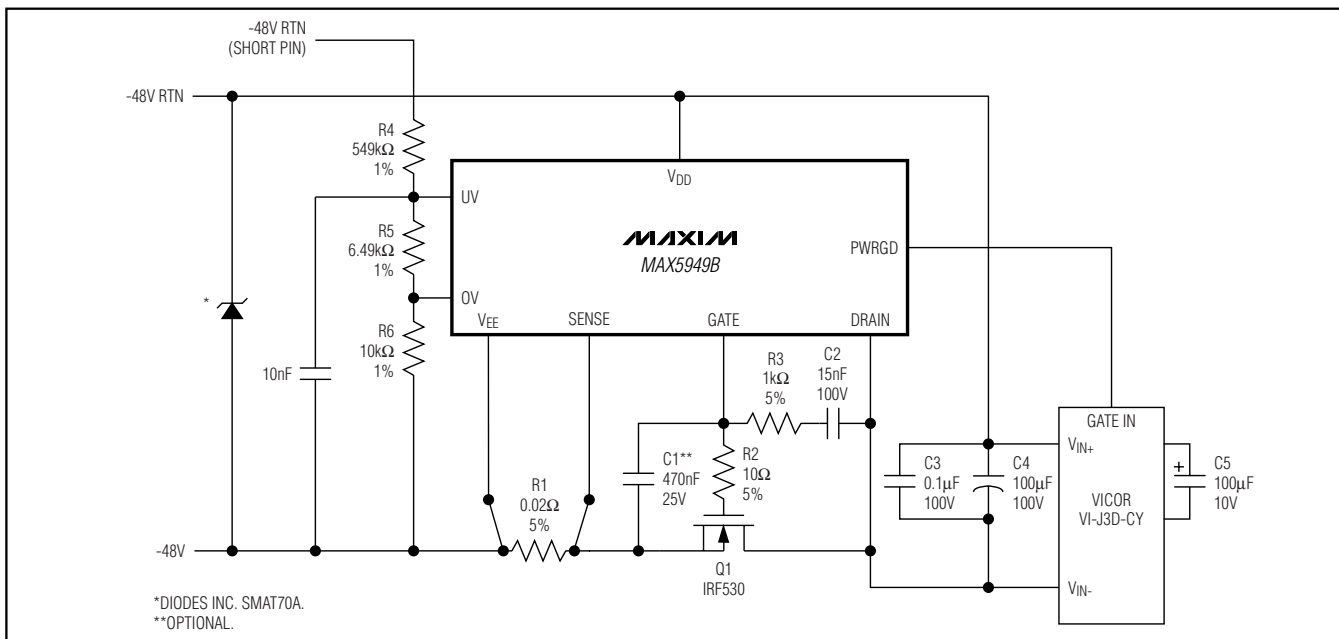 -48V RTN
(SHORT PIN)
-48V RTN
R4
549kΩ
1%
VDD
UV
MAXIM
MAX5949B
R5
6.49kΩ
1%
PWRGD
*
OV
VEE
SENSE
GATE
DRAIN
R6
10kΩ
1%
10nF
R3
1kΩ
5%
C2
15nF
100V
GATE IN
VIN+
C1**
470nF
25V
R2
10Ω
5%
C3
0.1μF
100V
C4
100μF
100V
VICOR
VI-J3D-CY
+
C5
100μF
10V
R1
0.02Ω
5%
-48V
Q1
IRF530
VIN-
*DIODES INC. SMAT70A.
**OPTIONAL.